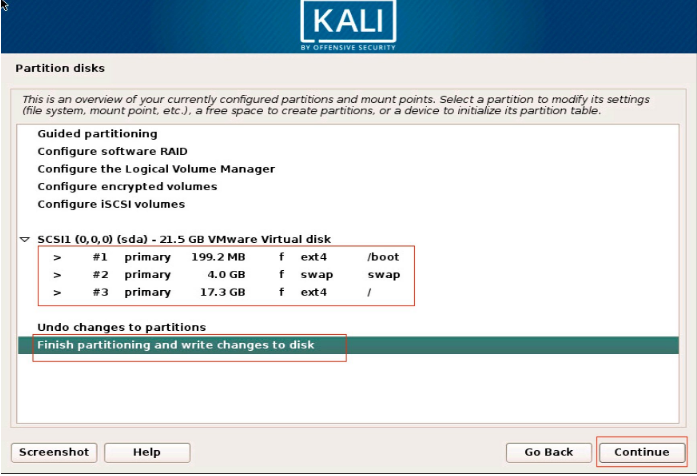 KALI
BY OFFENSIVE SECURITY
Partition disks
This is an overview of your currently configured partitions and mount points. Select a partition to modify its settings
(file system, mount point, etc.), a free space to create partitions, or a device to initialize its partition table.
Guided partitioning
Configure software RAID
Configure the Logical Volume Manager
Configure encrypted volumes
Configure iSCSI volumes
SCSI1 (0,0,0) (sda) - 21.5 GB VMware Virtual disk
> #1 primary 199.2 MB f ext4 /boot
> #2 primary 4.0 GB f swap swap
> #3 primary 17.3 GB f ext4 /
Undo changes to partitions
Finish partitioning and write changes to disk
Screenshot Help Go Back Continue